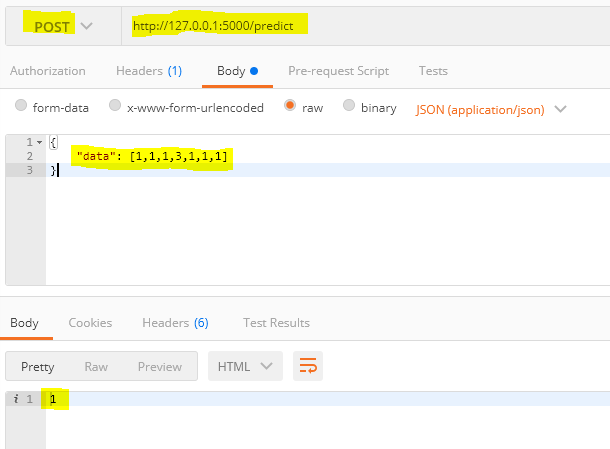 POST http://127.0.0.1:5000/predict
Authorization Headers (1) Body Pre-request Script Tests
form-data x-www-form-urlencoded raw binary JSON (application/json)
1 {
2 "data": [1,1,1,3,1,1,1]
3 }
Body Cookies Headers (6) Test Results
Pretty Raw Preview HTML
i 1 1